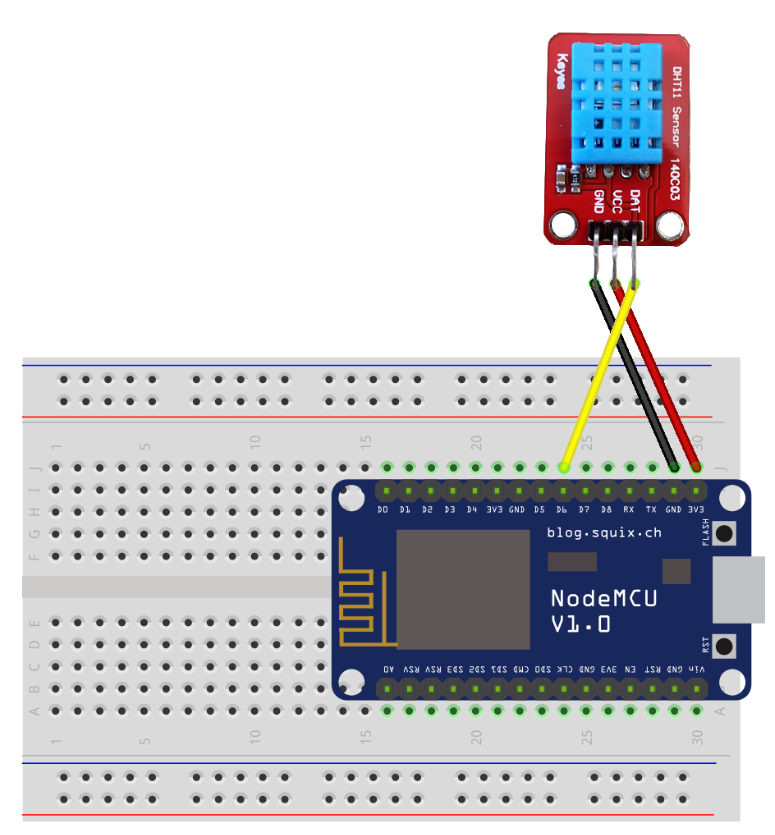 Keyes
DHT11 Sensor 140C03
GND VCC DAT
1 5 10 15 20 25 30
J J
I
H
G
F
D0 D1 D2 D3 D4 3V3 GND D5 D6 D7 D8 RX TX GND 3V3
blog.squix.ch
FLASH
NodeMCU
V1.0
RST
E
D
C
B
A A
A0 RSV RSV SD3 SD2 SD1 CMD SD0 CLK GND 3V3 EN RST GND Vin
1 5 10 15 20 25 30